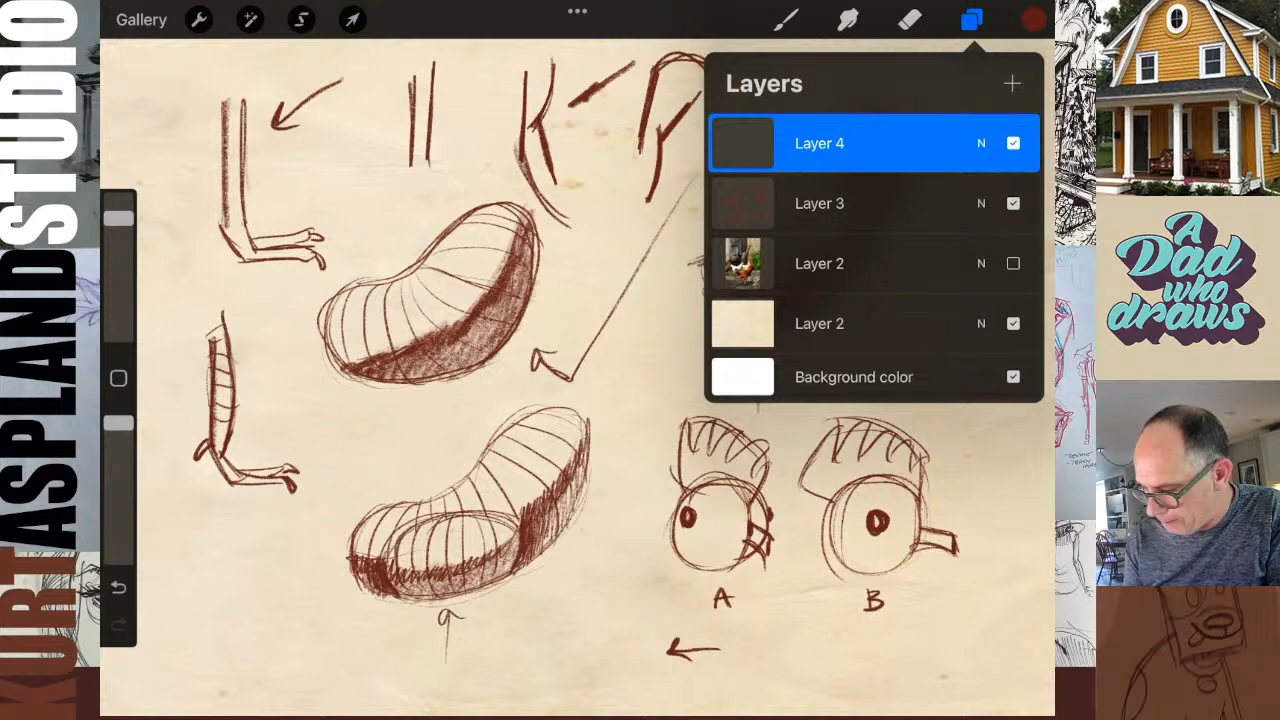 KURT ASPLAND STUDIO
Gallery
Layers
Layer 4 N
Layer 3 N
Layer 2 N
Layer 2 N
Background color
A
B
A
Dad
who
draws